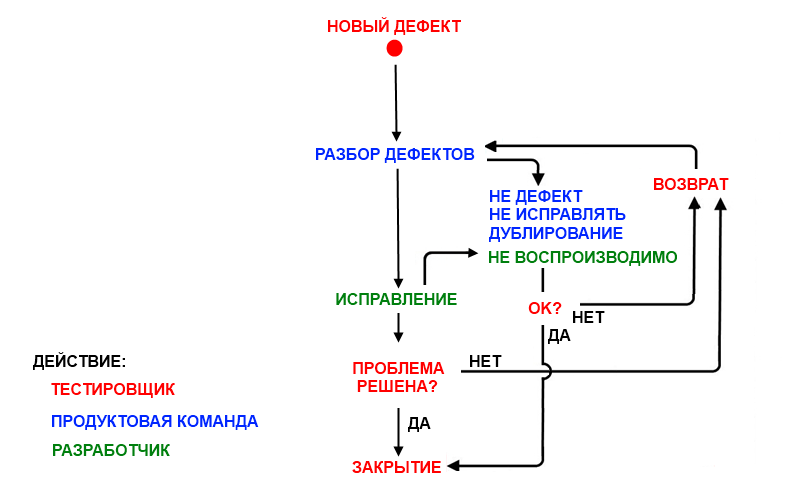 НОВЫЙ ДЕФЕКТ
РАЗБОР ДЕФЕКТОВ
ВОЗВРАТ
НЕ ДЕФЕКТ
НЕ ИСПРАВЛЯТЬ
ДУБЛИРОВАНИЕ
НЕ ВОСПРОИЗВОДИМО
ИСПРАВЛЕНИЕ
OK?
НЕТ
ДА
ПРОБЛЕМА
РЕШЕНА?
НЕТ
ДА
ЗАКРЫТИЕ
ДЕЙСТВИЕ:
ТЕСТИРОВЩИК
ПРОДУКТОВАЯ КОМАНДА
РАЗРАБОТЧИК